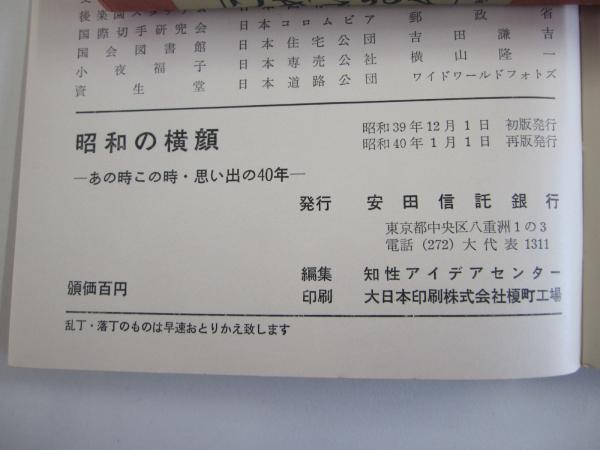 国際切手研究会 日本コロムビア 郵政省
国会図書館 日本住宅公団 吉田謙吉
小夜福子 日本専売公社 横山隆一
資生堂 日本道路公団 ワイドワールドフォトズ
昭和の横顔
―あの時この時・思い出の40年―
昭和39年12月1日 初版発行
昭和40年1月1日 再版発行
発行 安田信託銀行
東京都中央区八重洲1の3
電話(272)大代表1311
頒価百円
編集 知性アイデアセンター
印刷 大日本印刷株式会社榎町工場
乱丁・落丁のものは早速おとりかえ致します